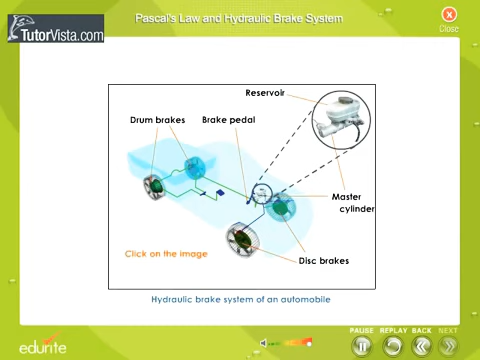 Pascal's Law and Hydraulic Brake System
Close
TutorVista.com
Reservoir
Drum brakes
Brake pedal
Master
cylinder
Click on the image
Disc brakes
Hydraulic brake system of an automobile
PAUSE REPLAY BACK NEXT
edurite